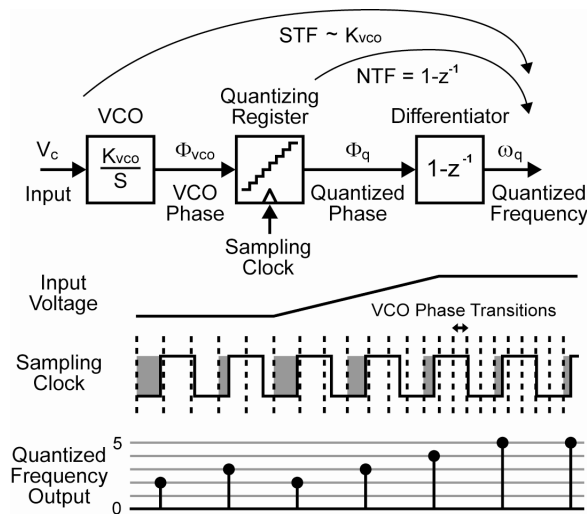 STF ~ Kvco
NTF = 1-z⁻¹
VCO
Quantizing
Register
Differentiator
Vc
Kvco
S
Φvco
Φq
1-z⁻¹
ωq
Input
VCO
Phase
Quantized
Phase
Quantized
Frequency
Sampling
Clock
Input
Voltage
VCO Phase Transitions
Sampling
Clock
Quantized
Frequency
Output
5
0